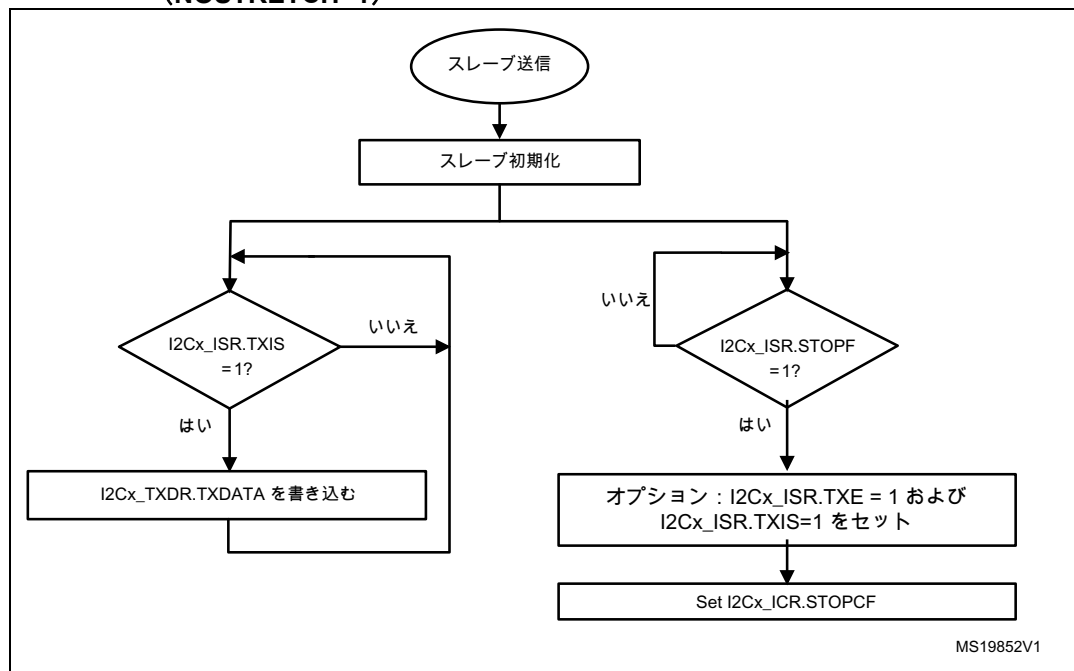 スレーブ送信
スレーブ初期化
I2Cx_ISR.TXIS
=1?
いいえ
はい
I2Cx_TXDR.TXDATA を書き込む
いいえ
I2Cx_ISR.STOPF
=1?
はい
オプション：I2Cx_ISR.TXE = 1 および
I2Cx_ISR.TXIS=1 をセット
Set I2Cx_ICR.STOPCF
MS19852V1